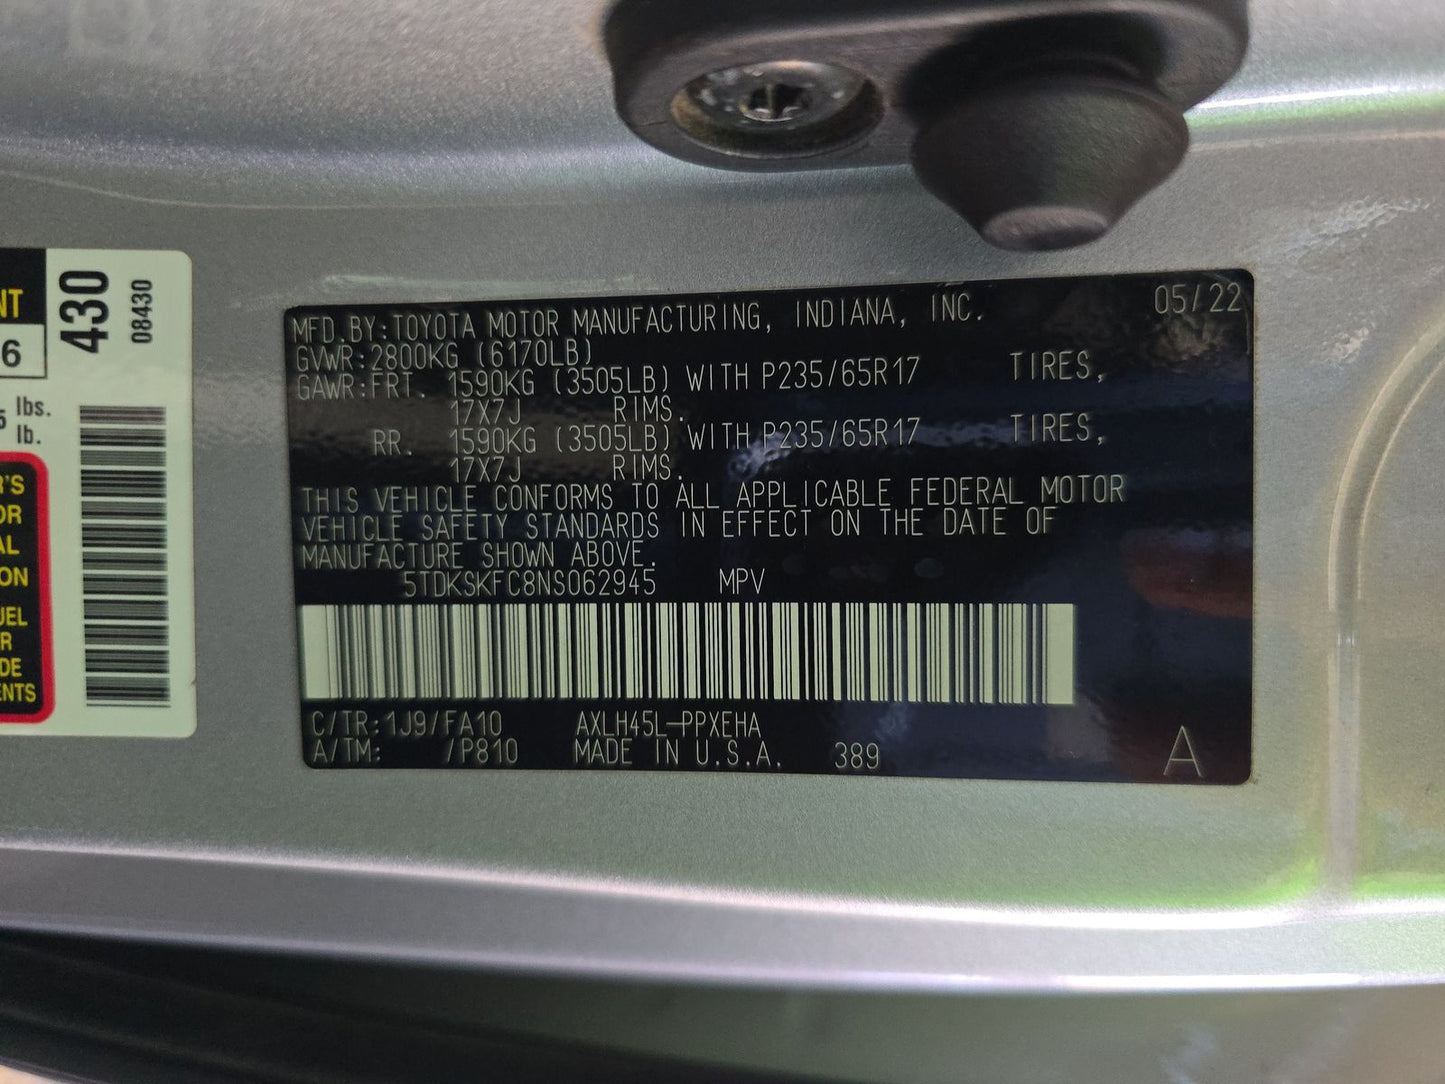 MFD.BY:TOYOTA MOTOR MANUFACTURING, INDIANA, INC. 05/22
GVWR:2800KG (6170LB)
GAWR:FRT. 1590KG (3505LB) WITH P235/65R17 TIRES,
17X7J RIMS.
RR. 1590KG (3505LB) WITH P235/65R17 TIRES,
17X7J RIMS.
THIS VEHICLE CONFORMS TO ALL APPLICABLE FEDERAL MOTOR
VEHICLE SAFETY STANDARDS IN EFFECT ON THE DATE OF
MANUFACTURE SHOWN ABOVE.
5TDKSKFC8NS062945 MPV
C/TR:1J9/FA10 AXLH45L-PPXEHA
A/TM: /P810 MADE IN U.S.A. 389 A
430
08430
6
lbs.
lb.